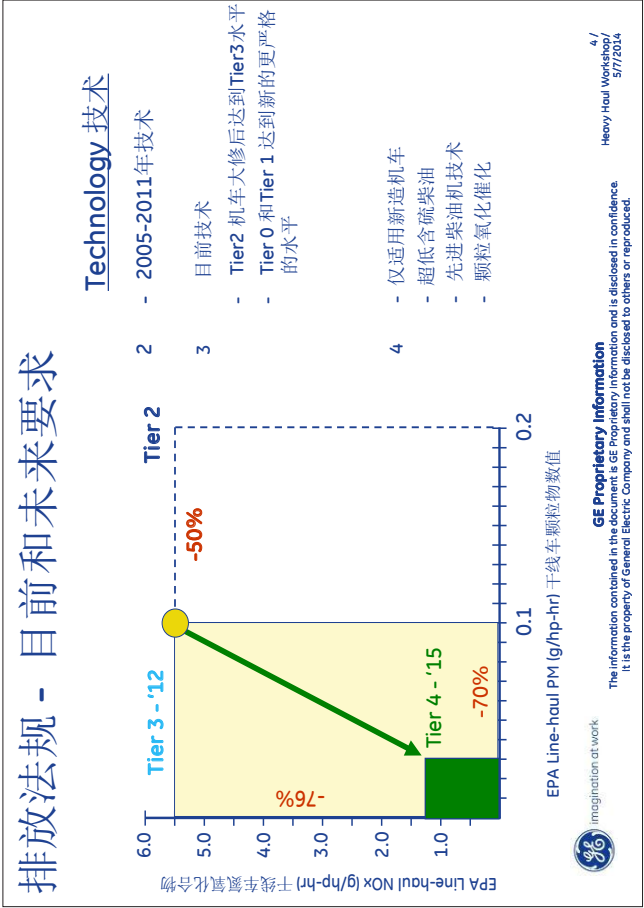 排放法规 - 目前和未来要求
Technology 技术
2 - 2005-2011年技术
3 目前技术
- Tier2 机车大修后达到Tier3水平
- Tier 0 和Tier 1 达到新的更严格
的水平
4 - 仅适用新造机车
- 超低含硫柴油
- 先进柴油机技术
- 颗粒氧化催化
EPA Line-haul NOx (g/hp-hr) 干线车氮氧化合物
6.0
5.0
4.0
3.0
2.0
1.0
Tier 3 - ‘12
Tier 2
-50%
-76%
Tier 4 - ‘15
-70%
0.1
0.2
EPA Line-haul PM (g/hp-hr) 干线车颗粒物数值
GE
imagination at work
GE Proprietary Information
The information contained in the document is GE Proprietary Information and is disclosed in confidence.
It is the property of General Electric Company and shall not be disclosed to others or reproduced.
4 /
Heavy Haul Workshop/
5/7/2014